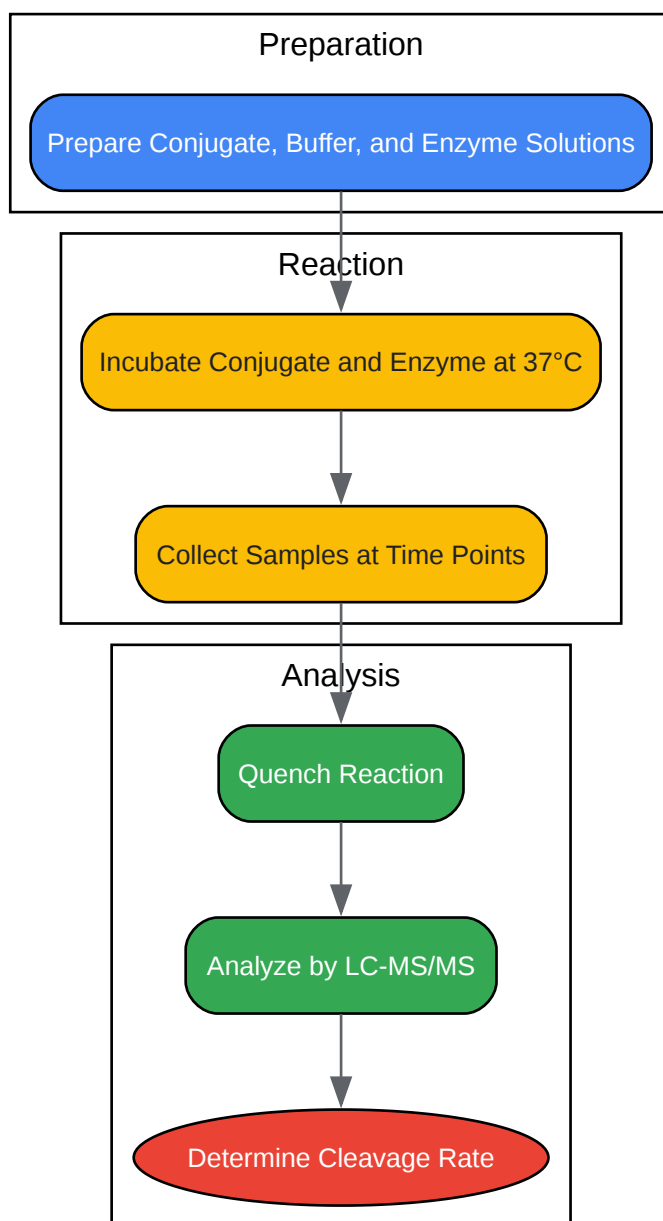 Preparation
Prepare Conjugate, Buffer, and Enzyme Solutions
Reaction
Incubate Conjugate and Enzyme at 37°C
Collect Samples at Time Points
Analysis
Quench Reaction
Analyze by LC-MS/MS
Determine Cleavage Rate